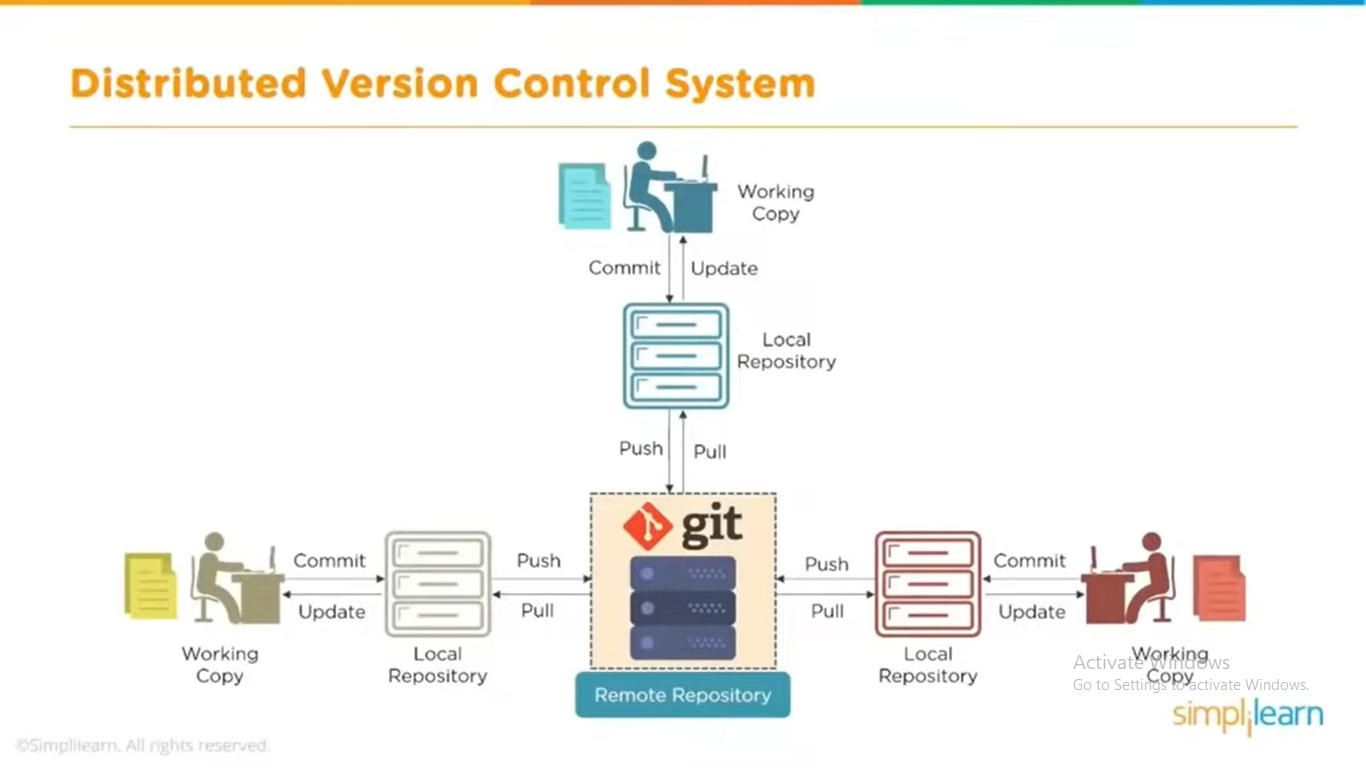 Distributed Version Control System
Working
Copy
Commit
Update
Local
Repository
Push
Pull
git
Commit
Update
Push
Pull
Push
Pull
Commit
Update
Working
Copy
Local
Repository
Remote Repository
Local
Repository
Working
Copy
Activate Windows
Go to Settings to activate Windows.
simplilearn
©Simplilearn. All rights reserved.